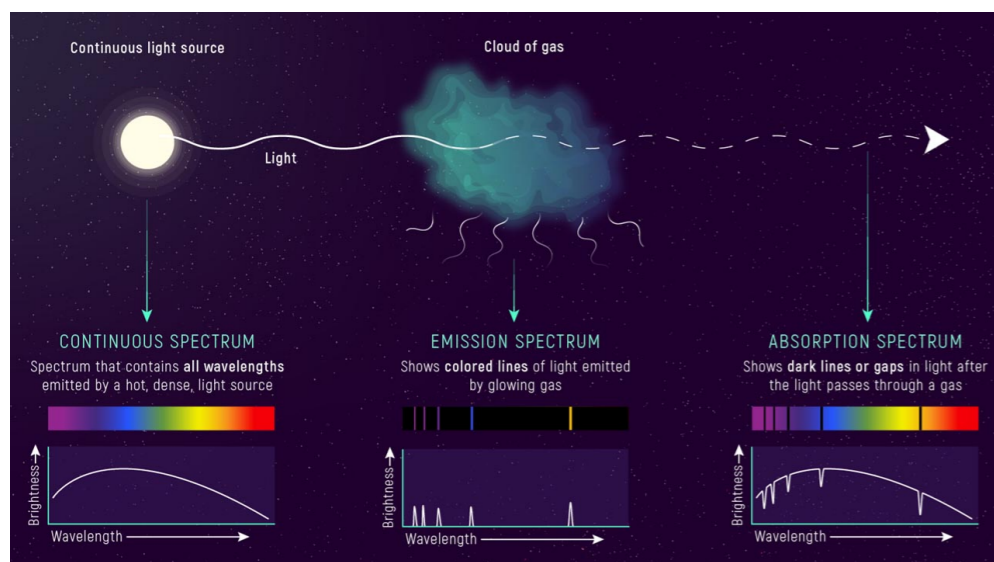 Continuous light source
Cloud of gas
Light
CONTINUOUS SPECTRUM
Spectrum that contains all wavelengths
emitted by a hot, dense, light source
Brightness
Wavelength
EMISSION SPECTRUM
Shows colored lines of light emitted
by glowing gas
Brightness
Wavelength
ABSORPTION SPECTRUM
Shows dark lines or gaps in light after
the light passes through a gas
Brightness
Wavelength